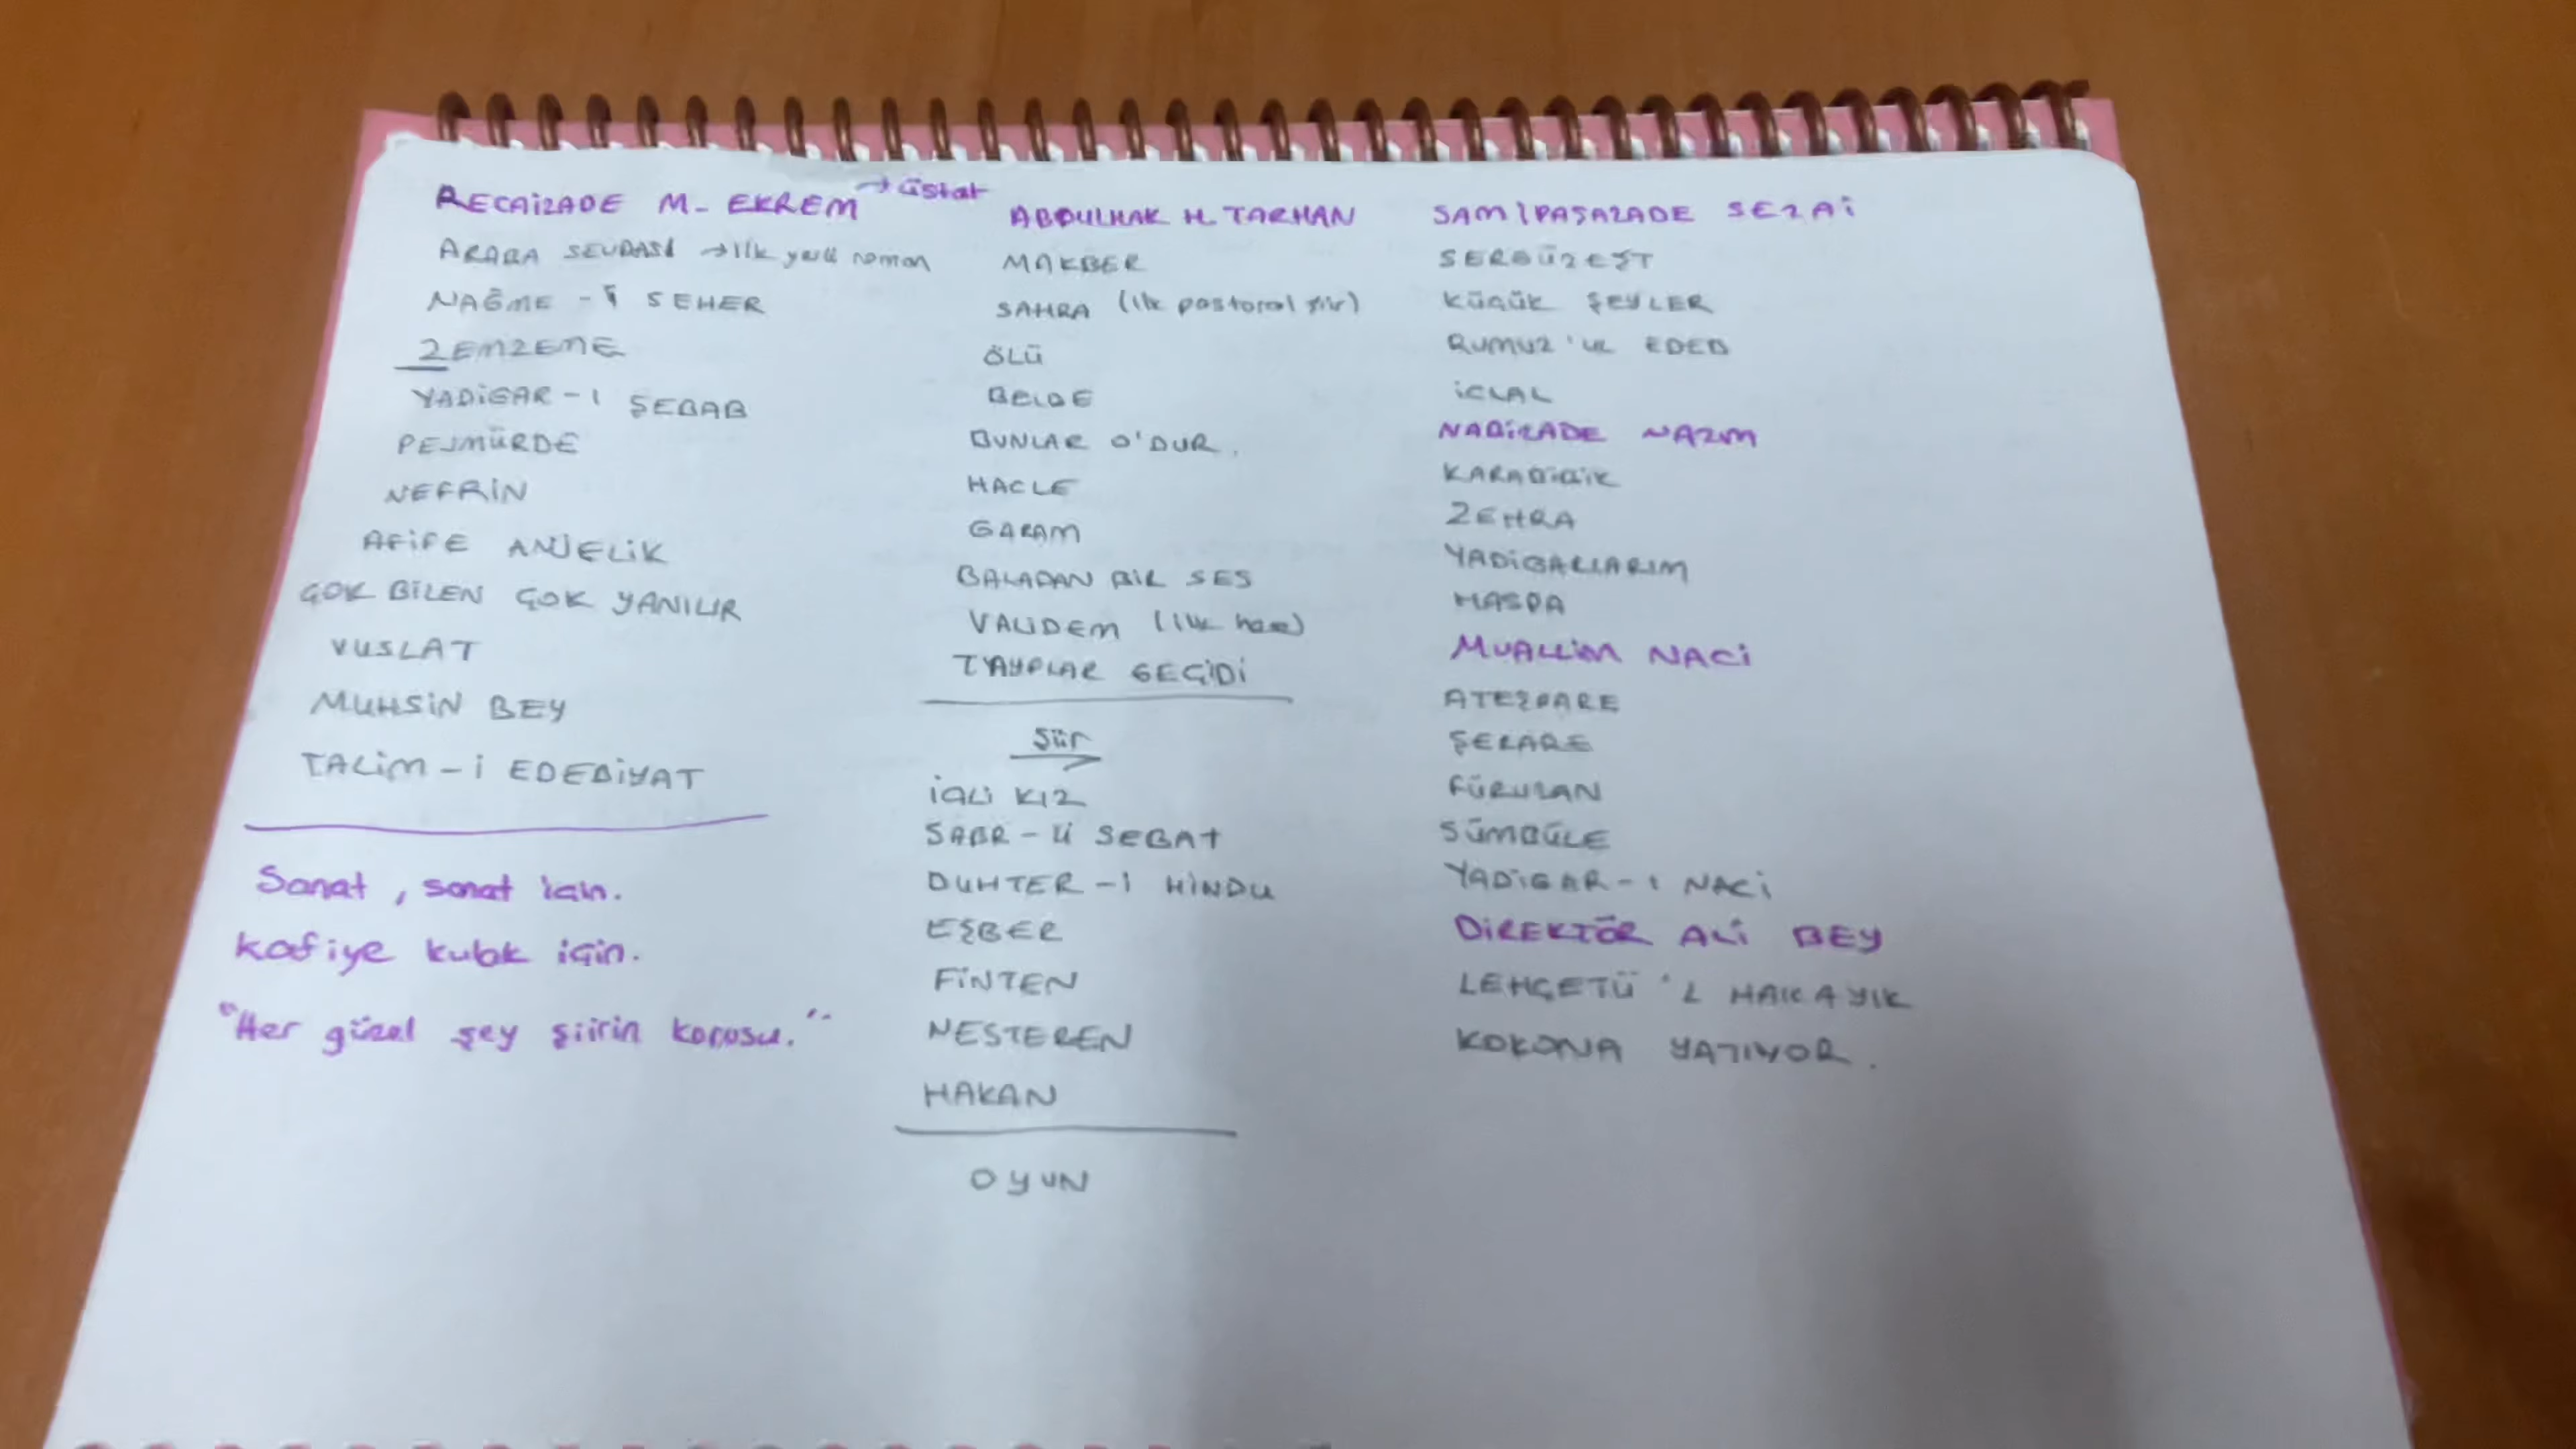 RECAİZADE M. EKREM → üstat
ARABA SEVDASI → ilk yerli roman
NAĞME-İ SEHER
ZEMZEME
YADİGAR-I ŞEBAB
PEJMÜRDE
NEFRİN
AFİFE ANJELİK
ÇOK BİLEN ÇOK YANILIR
VUSLAT
MUHSİN BEY
TALİM-İ EDEBİYAT
Sanat, sanat için.
Kafiye kulak için.
"Her güzel şey şiirin konusu."
ABDULHAK H. TARHAN
MAKBER
SAHRA (ilk pastoral şiir)
ÖLÜ
BELDE
BUNLAR O'DUR.
HACLE
GARAM
BALADAN BİR SES
VALİDEM (ilk hece)
TAYFLAR GEÇİDİ
Şiir
İÇLİ KIZ
SABR-Ü SEBAT
DUHTER-İ HİNDU
EŞBER
FİNTEN
NESTEREN
HAKAN
OYUN
SAMİPAŞAZADE SEZAİ
SERGÜZEŞT
KÜÇÜK ŞEYLER
RUMUZ'UL EDEB
İCLAL
NABİZADE NAZIM
KARABİBİK
ZEHRA
YADİGARLARIM
HASBA
MUALLİM NACİ
ATEŞPARE
ŞERARE
FÜRUZAN
SÜMBÜLE
YADİGAR-I NACİ
DİREKTÖR ALİ BEY
LEHÇETÜ'L HAKAYIK
KOKONA YATIYOR.